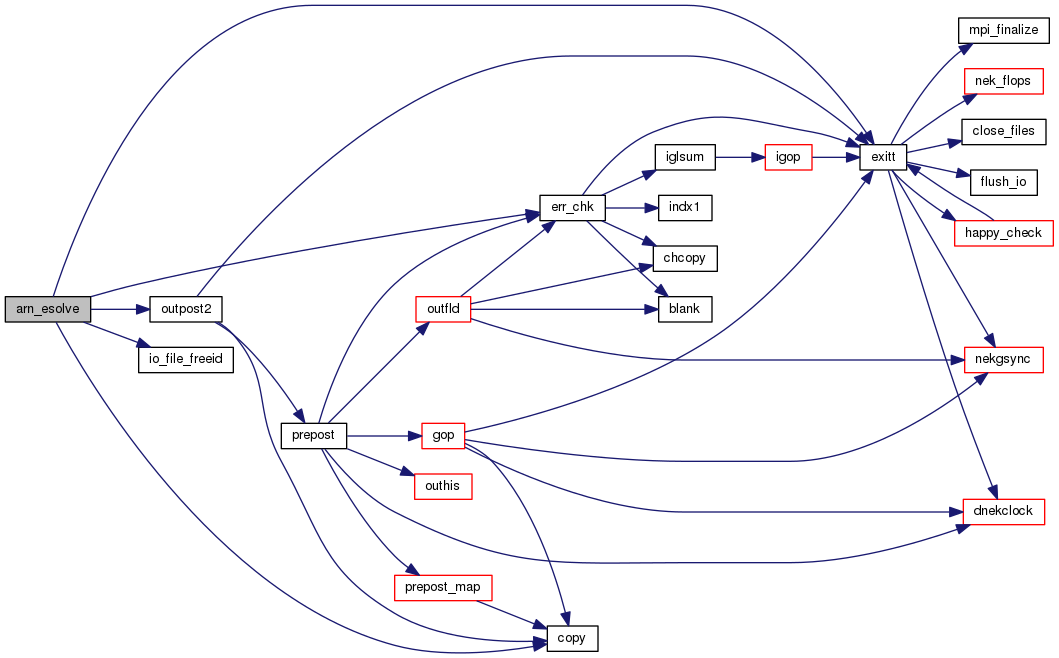 mpi_finalize
nek_flops
close_files
exitt
iglsum
igop
flush_io
err_chk
indx1
happy_check
chcopy
arn_esolve
outpost2
outfld
blank
io_file_freeid
nekgsync
prepost
gop
outhis
dnekclock
prepost_map
copy